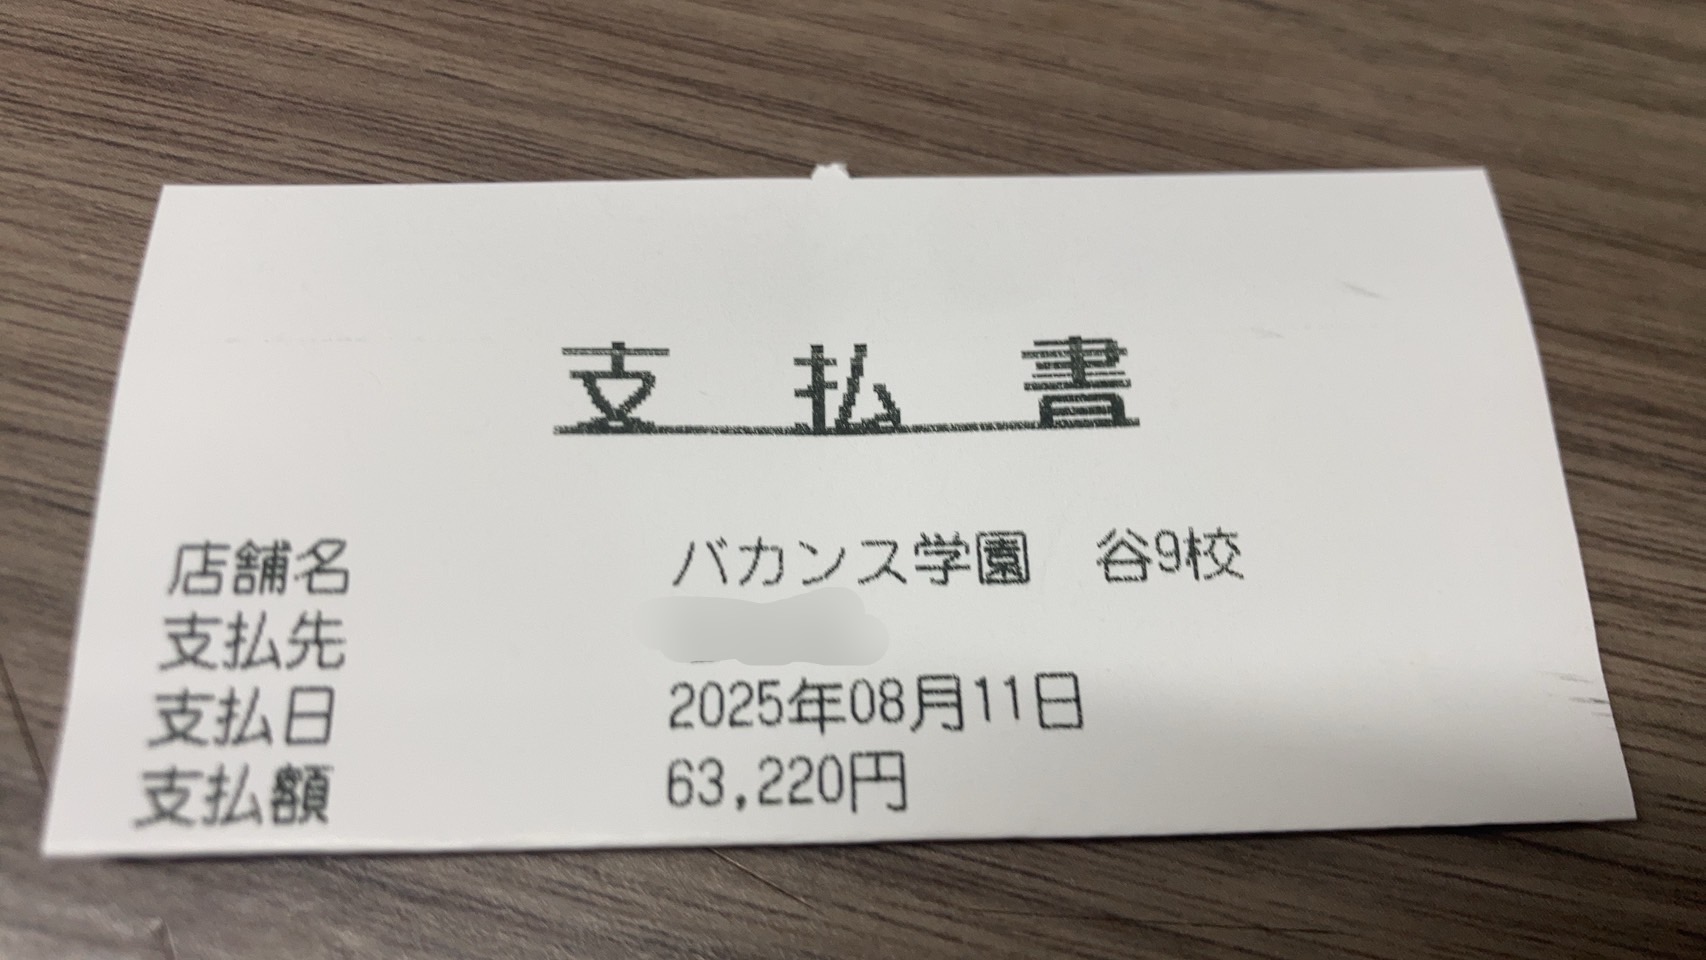 支払書
店舗名 バカンス学園 谷9校
支払先
支払日 2025年08月11日
支払額 63,220円